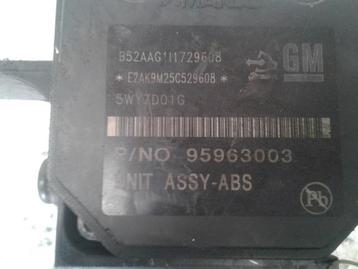 B52AAG1I1729608
*E2AK9M25C529608*
5WY7D01G
GM
P/NO 95963003
UNIT ASSY-ABS
Pb